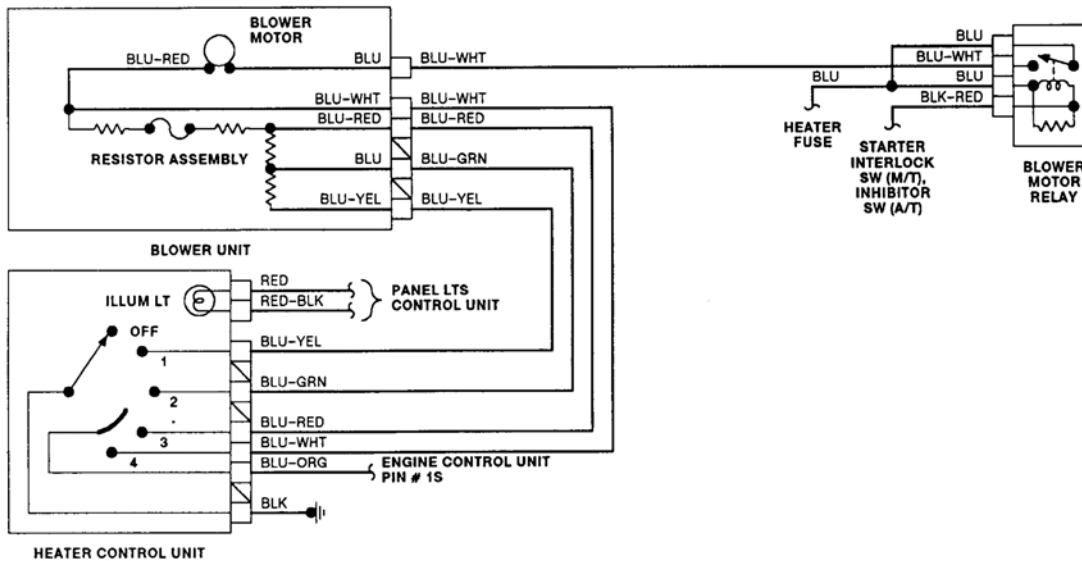 BLOWER
MOTOR
BLU-RED
BLU
BLU-WHT
BLU-WHT
BLU-WHT
BLU-RED
BLU-RED
RESISTOR ASSEMBLY
BLU
BLU-GRN
BLU-YEL
BLU-YEL
BLOWER UNIT
BLU
BLU-WHT
BLU
BLU
BLK-RED
HEATER
FUSE
STARTER
INTERLOCK
SW (M/T),
INHIBITOR
SW (A/T)
BLOWER
MOTOR
RELAY
ILLUM LT
RED
RED-BLK
PANEL LTS
CONTROL UNIT
OFF
1
BLU-YEL
2
BLU-GRN
3
BLU-RED
4
BLU-WHT
BLU-ORG
ENGINE CONTROL UNIT
PIN # 1S
BLK
HEATER CONTROL UNIT